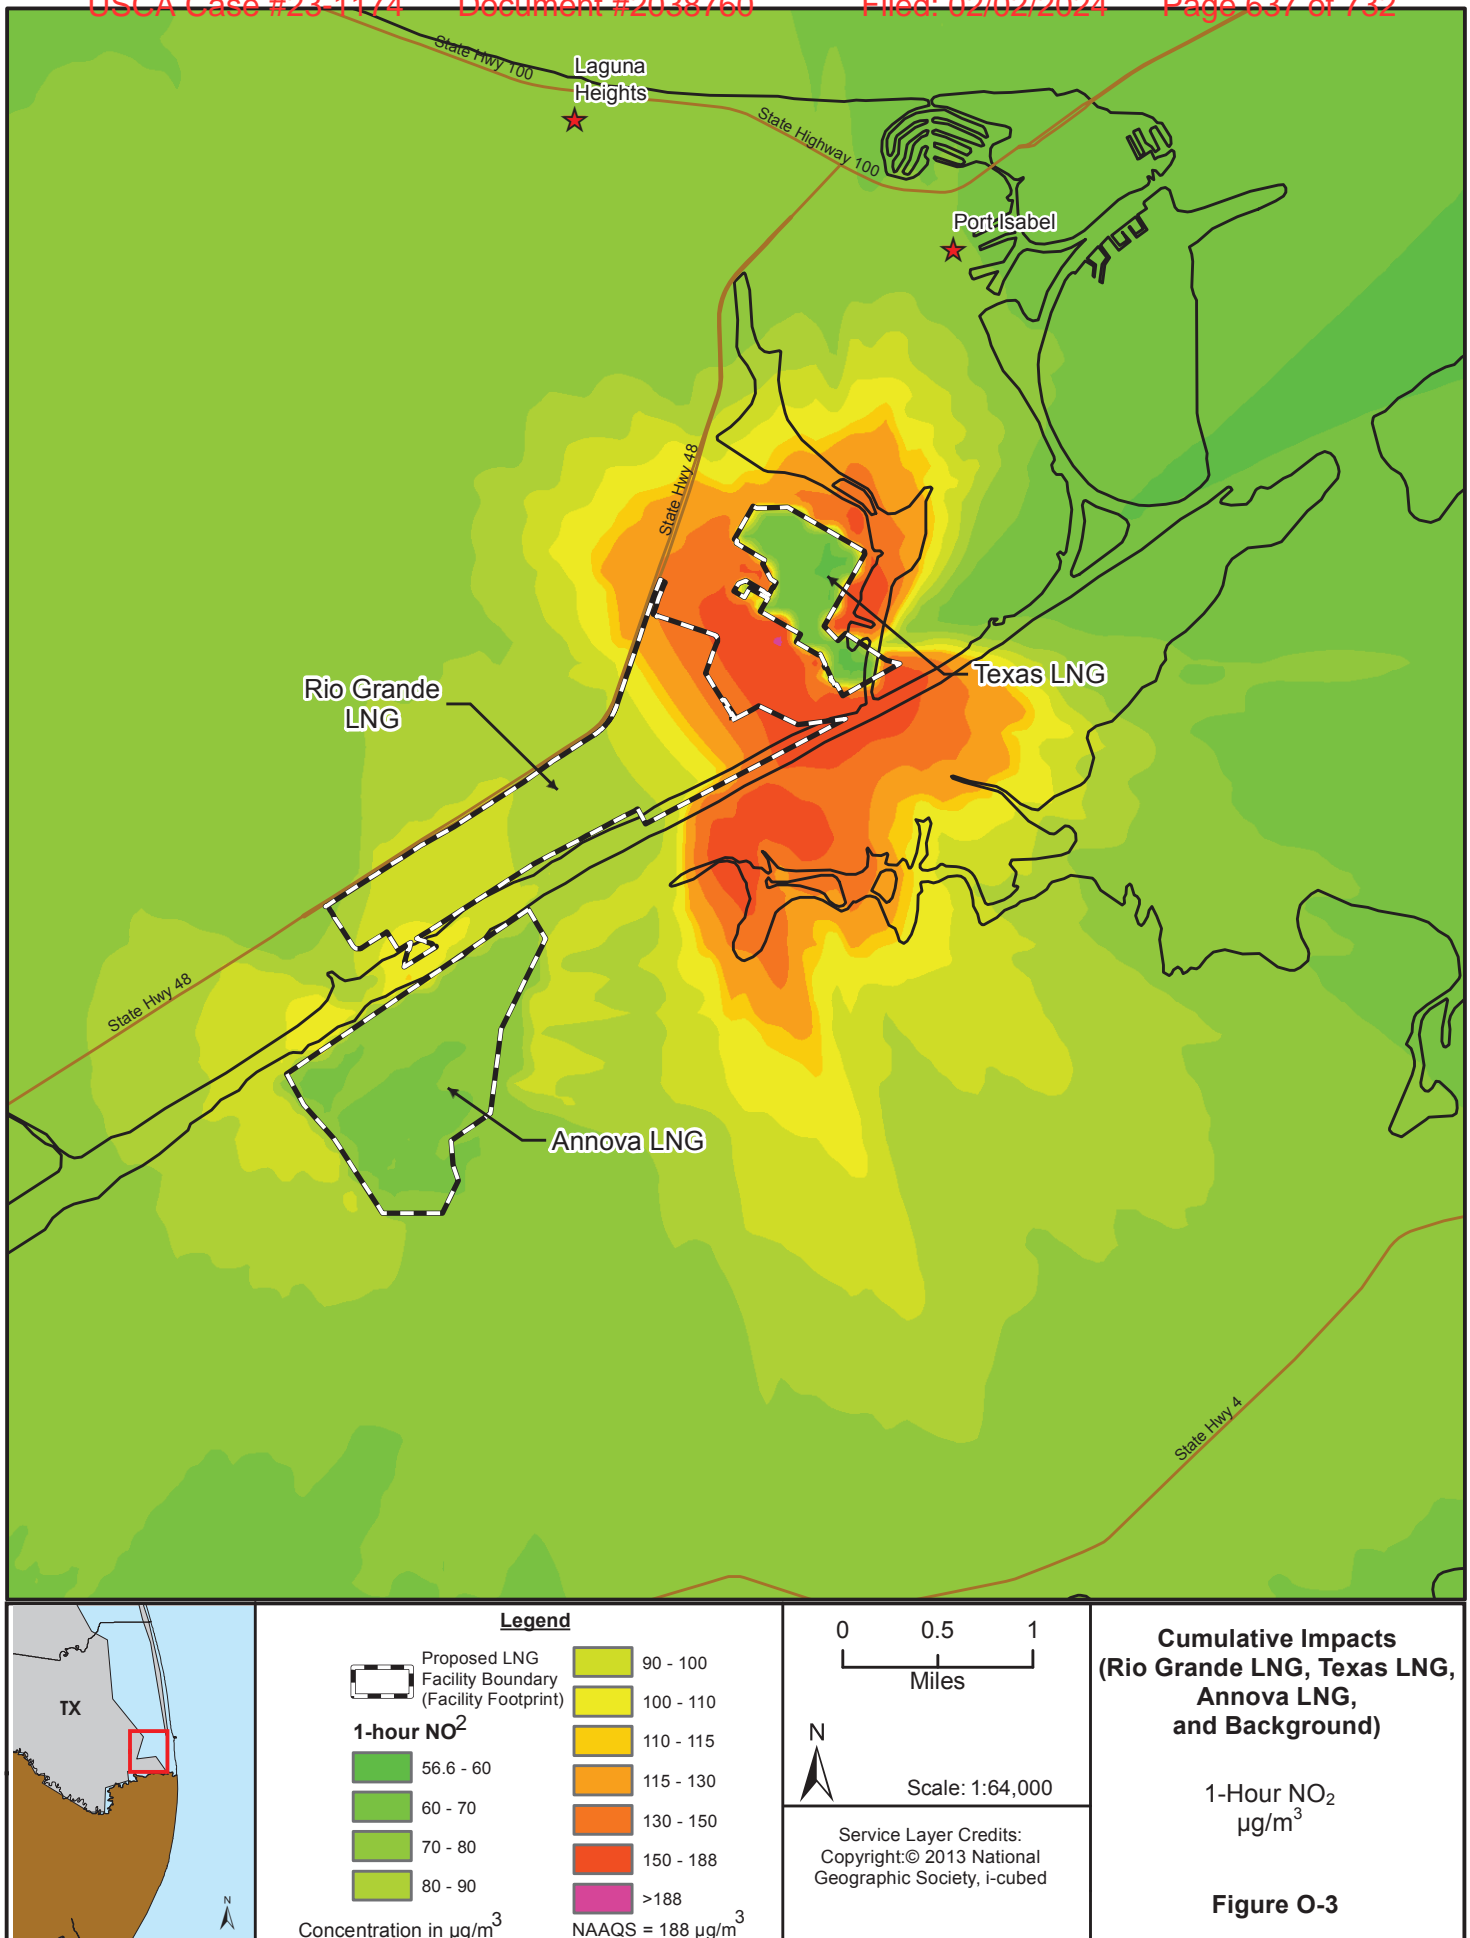 USCA Case #23-1174 Document #2038760 Filed: 02/02/2024 Page 637 of 732
State Hwy 100
Laguna
Heights
State Highway 100
Port Isabel
State Hwy 48
Rio Grande
LNG
Texas LNG
State Hwy 48
Annova LNG
State Hwy 4
TX
N
Legend
Proposed LNG
Facility Boundary
(Facility Footprint)
1-hour NO2
56.6 - 60
60 - 70
70 - 80
80 - 90
Concentration in µg/m3
90 - 100
100 - 110
110 - 115
115 - 130
130 - 150
150 - 188
>188
NAAQS = 188 µg/m3
0 0.5 1
Miles
N
Scale: 1:64,000
Service Layer Credits:
Copyright:© 2013 National
Geographic Society, i-cubed
Cumulative Impacts
(Rio Grande LNG, Texas LNG,
Annova LNG,
and Background)
1-Hour NO2
µg/m3
Figure O-3